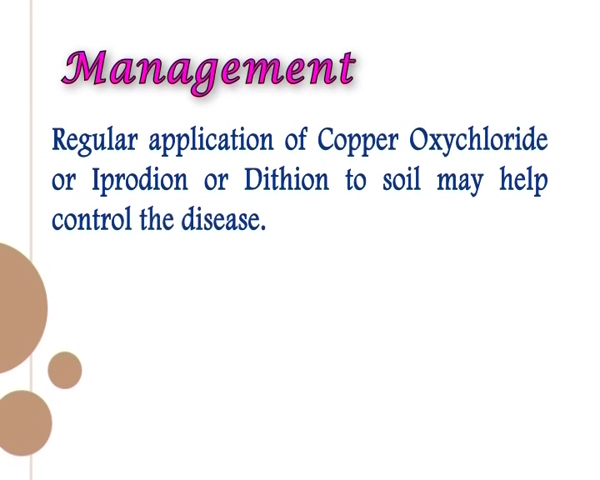 Management
Regular application of Copper Oxychloride
or Iprodion or Dithion to soil may help
control the disease.